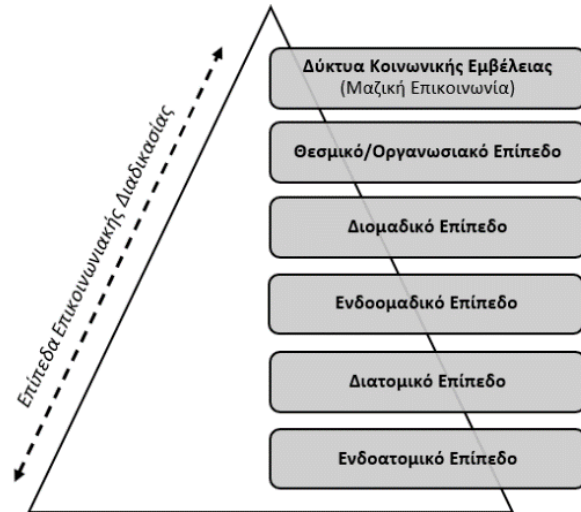 Επίπεδα Επικοινωνιακής Διαδικασίας
Δύκτυα Κοινωνικής Εμβέλειας
(Μαζική Επικοινωνία)
Θεσμικό/Οργανωσιακό Επίπεδο
Διομαδικό Επίπεδο
Ενδοομαδικό Επίπεδο
Διατομικό Επίπεδο
Ενδοατομικό Επίπεδο